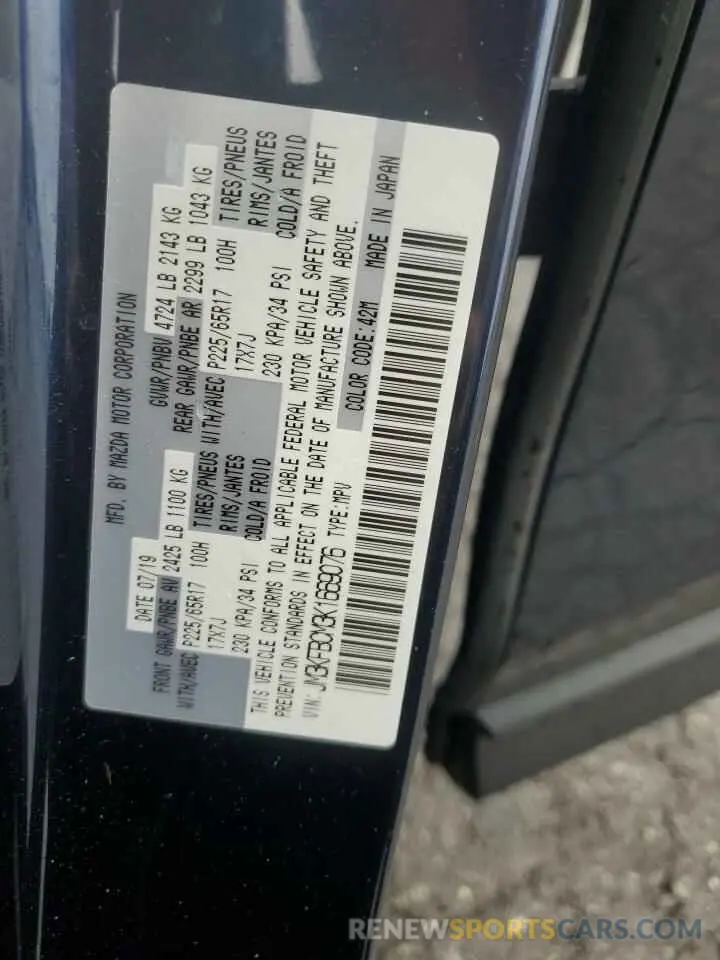 MFD. BY MAZDA MOTOR CORPORATION
DATE 07/19 GVWR/PNBV 4724 LB 2143 KG
FRONT GAWR/PNBE AV 2425 LB 1100 KG REAR GAWR/PNBE AR 2299 LB 1043 KG
WITH/AVEC P225/65R17 100H TIRES/PNEUS WITH/AVEC P225/65R17 100H TIRES/PNEUS
17X7J RIMS/JANTES 17X7J RIMS/JANTES
230 KPA/34 PSI COLD/A FROID 230 KPA/34 PSI COLD/A FROID
THIS VEHICLE CONFORMS TO ALL APPLICABLE FEDERAL MOTOR VEHICLE SAFETY AND THEFT
PREVENTION STANDARDS IN EFFECT ON THE DATE OF MANUFACTURE SHOWN ABOVE.
VIN: JM3KFBCM3K1669076 TYPE:MPV COLOR CODE:42M MADE IN JAPAN
RENEWSPORTSCARS.COM